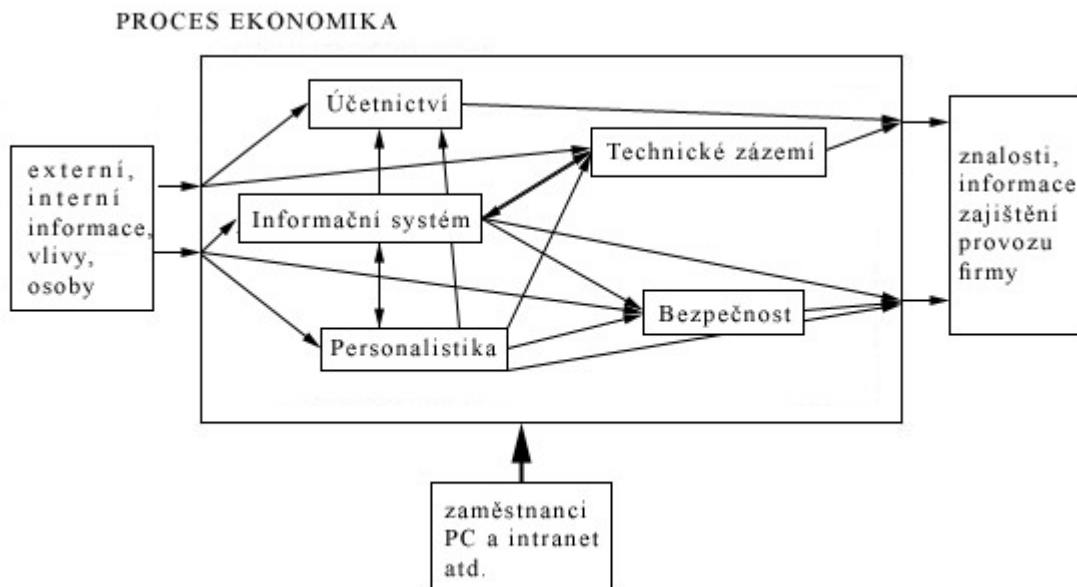 PROCES EKONOMIKA
Účetnictví
Technické zázemí
externí,
interní
informace,
vlivy,
osoby
Informační systém
znalosti,
informace
zajištění
provozu
firmy
Bezpečnost
Personalistika
zaměstnanci
PC a intranet
atd.